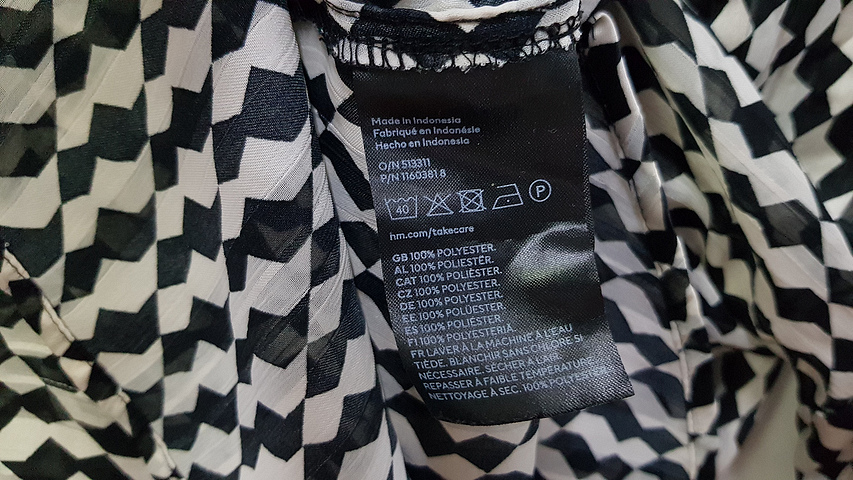 Made in Indonesia
Fabriqué en Indonésie
Hecho en Indonesia
O/N 513311
P/N 11603818
40 P
hm.com/takecare
GB 100% POLYESTER.
AL 100% POLIESTËR.
CAT 100% POLIÈSTER.
CZ 100% POLYESTER.
DE 100% POLYESTER.
EE 100% POLÜESTER.
ES 100% POLIÉSTER.
FI 100% POLYESTERIÄ.
FR LAVER À LA MACHINE À L'EAU
TIÈDE. BLANCHIR SANS CHLORE SI
NÉCESSAIRE. SÉCHER À L'AIR.
REPASSER À FAIBLE TEMPÉRATURE.
NETTOYAGE À SEC. 100% POLYESTER